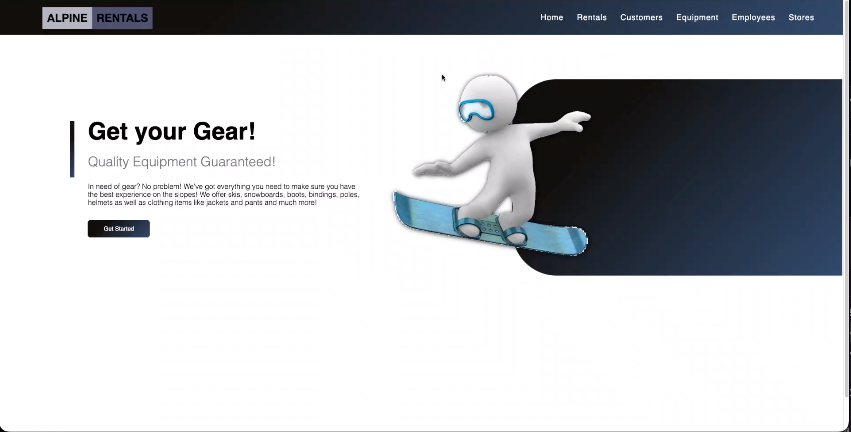 ALPINE RENTALS
Home Rentals Customers Equipment Employees Stores
Get your Gear!
Quality Equipment Guaranteed!
In need of gear? No problem! We've got everything you need to make sure you have
the best experience on the slopes! We offer skis, snowboards, boots, bindings, poles,
helmets as well as clothing items like jackets and pants and much more!
Get Started